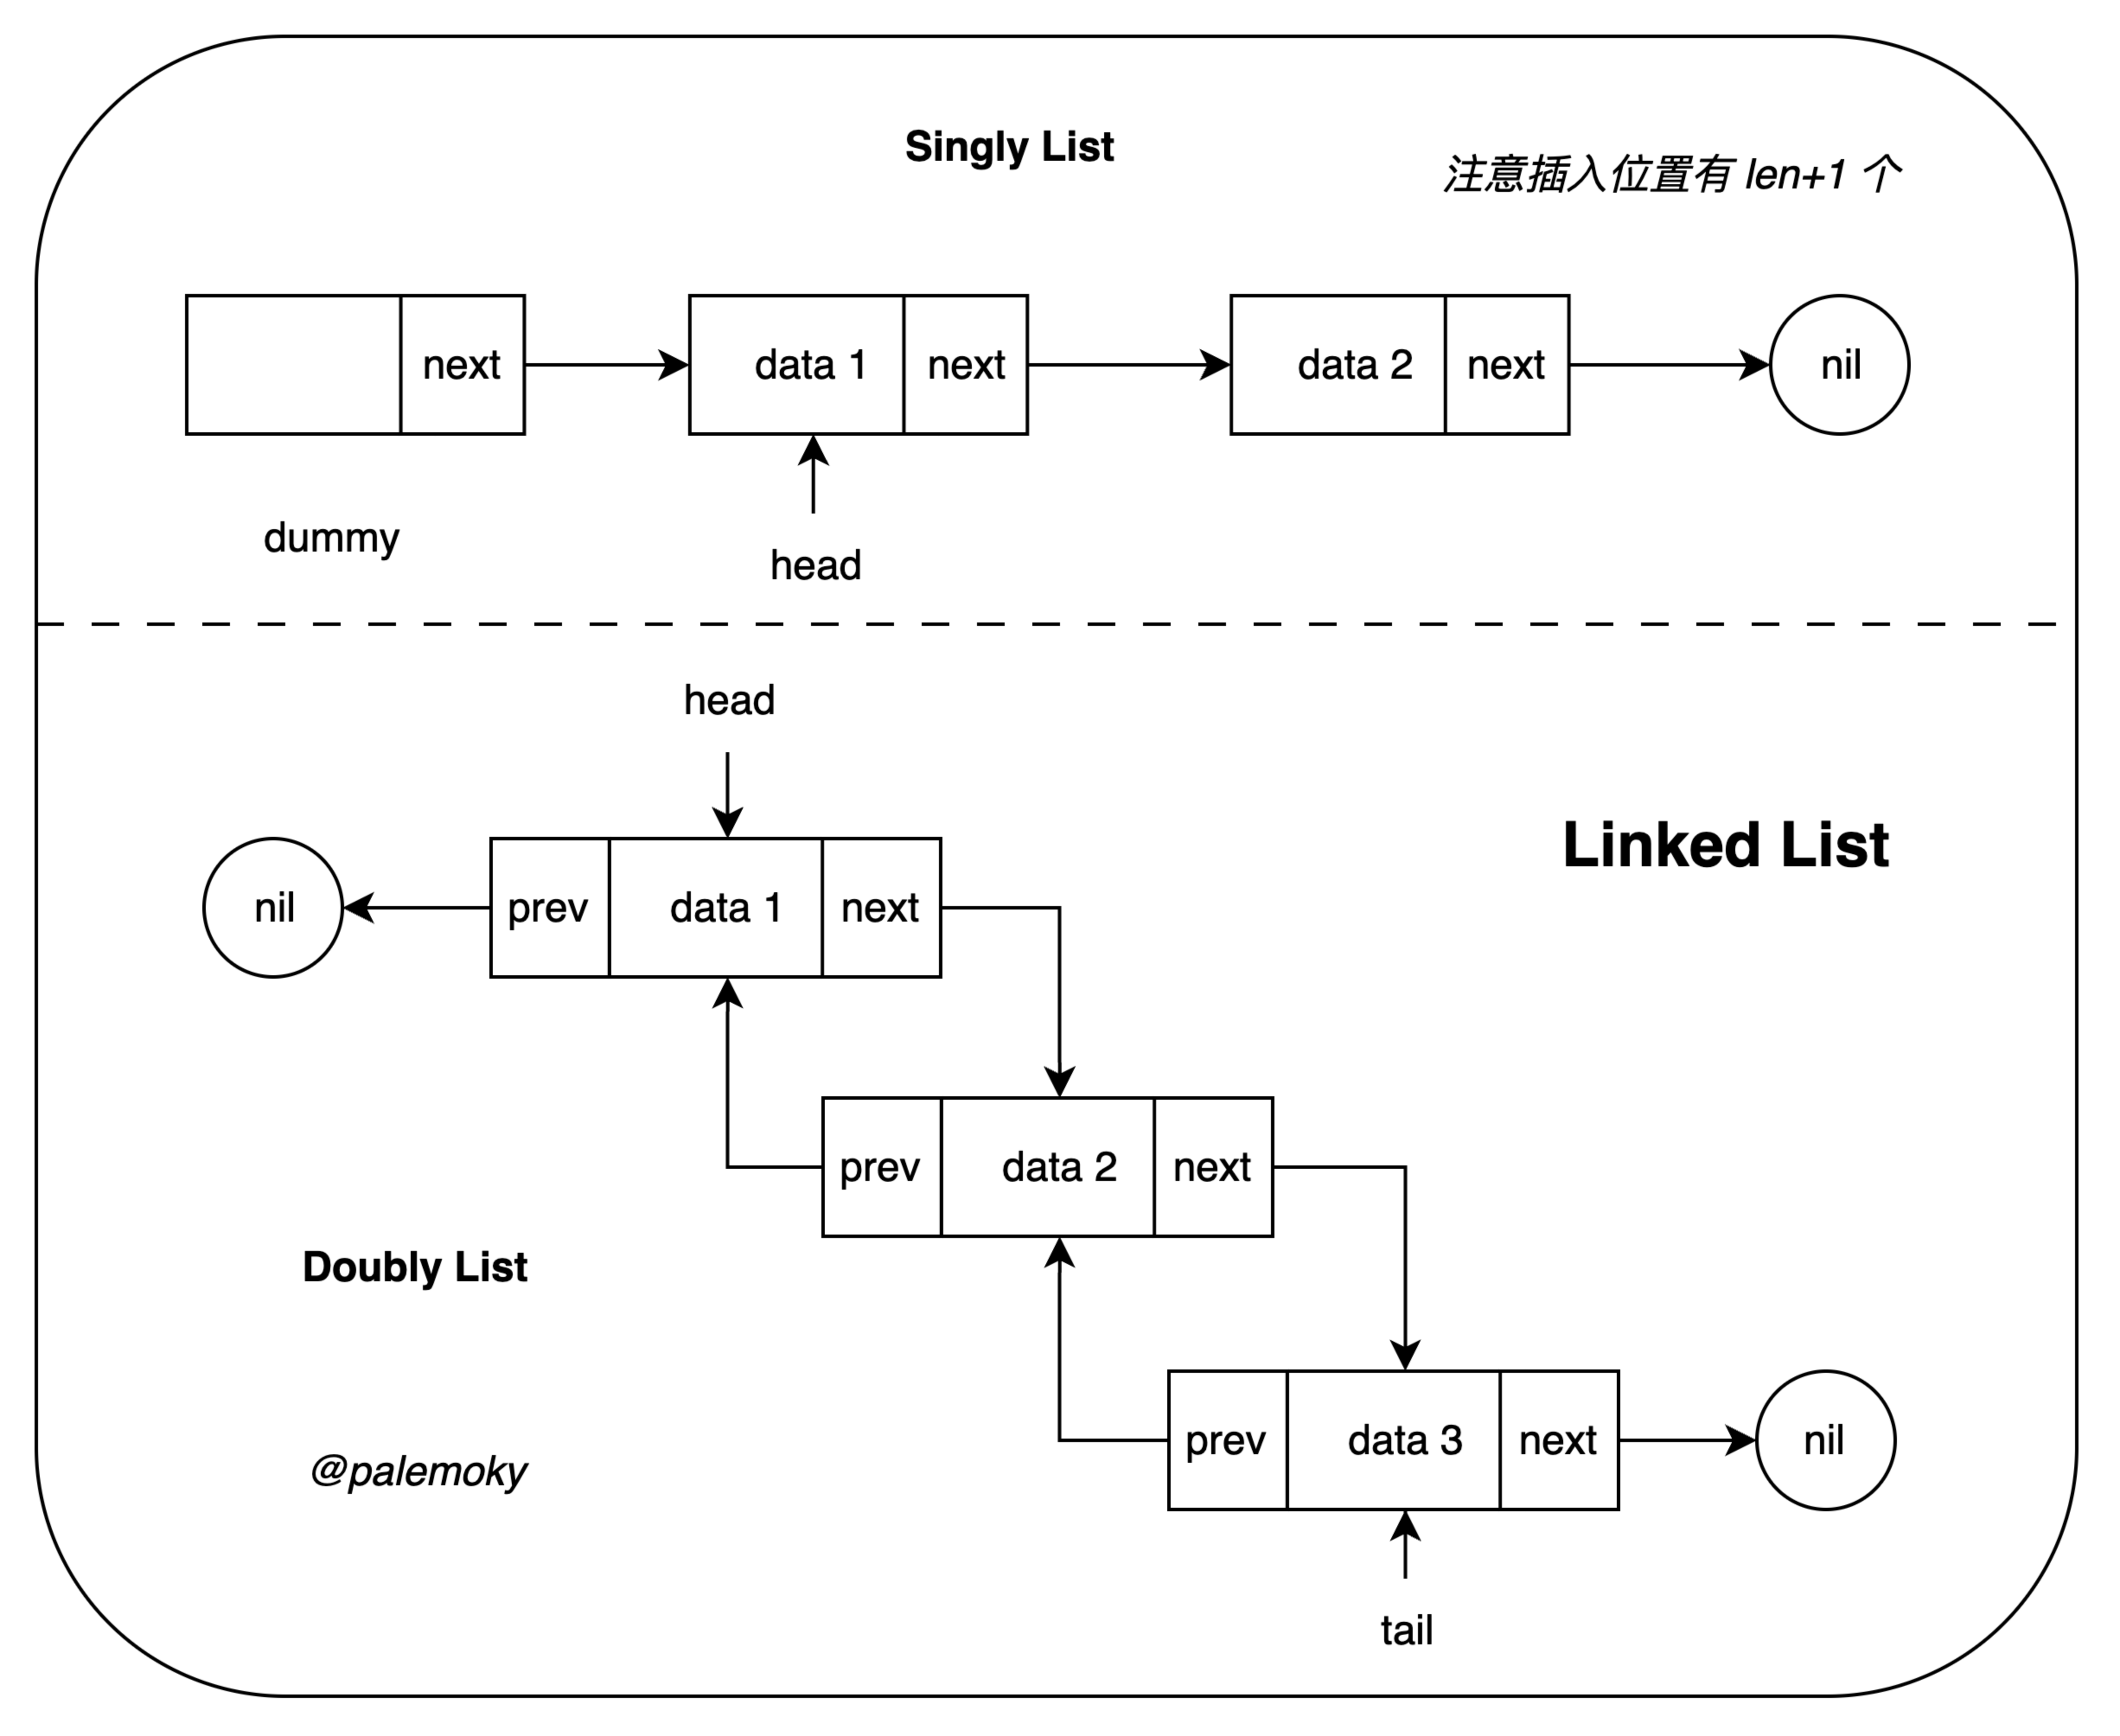 Singly List
注意插入位置有 len+1 个
next
data 1
next
data 2
next
nil
dummy
head
head
Linked List
nil
prev
data 1
next
prev
data 2
next
Doubly List
prev
data 3
next
nil
@palemoky
tail